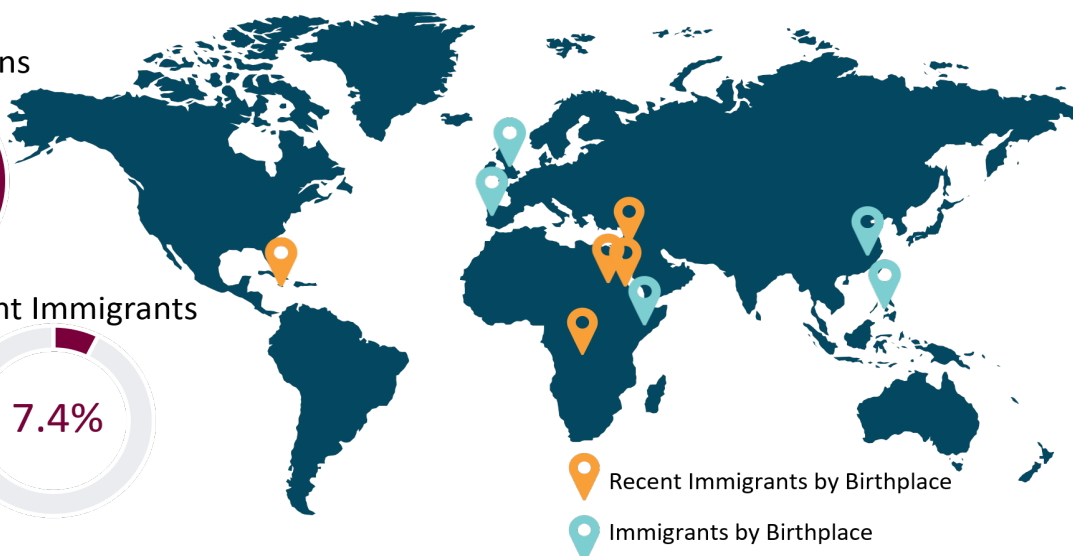 ns
nt Immigrants
7.4%
Recent Immigrants by Birthplace
Immigrants by Birthplace